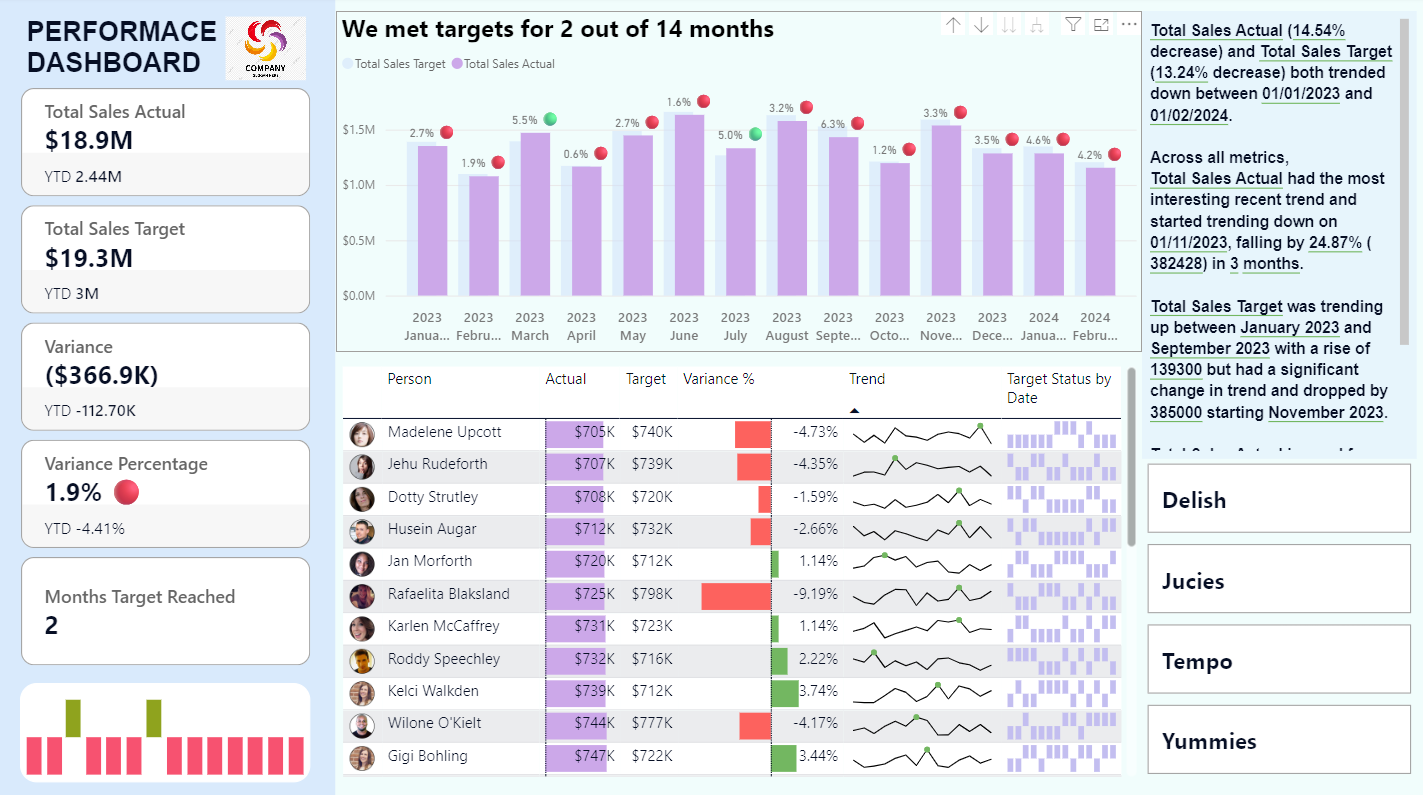 PERFORMACE
DASHBOARD
COMPANY
Total Sales Actual
$18.9M
YTD 2.44M
Total Sales Target
$19.3M
YTD 3M
Variance
($366.9K)
YTD -112.70K
Variance Percentage
1.9%
YTD -4.41%
Months Target Reached
2
We met targets for 2 out of 14 months
Total Sales Target Total Sales Actual
$1.5M
$1.0M
$0.5M
$0.0M
2.7% 1.9% 5.5% 0.6% 2.7% 1.6% 5.0% 3.2% 6.3% 1.2% 3.3% 3.5% 4.6% 4.2%
2023 2023 2023 2023 2023 2023 2023 2023 2023 2023 2023 2023 2024 2024
Janua... Febru... March April May June July August Septe... Octo... Nove... Dece... Janua... Febru...
Person Actual Target Variance % Trend Target Status by
Date
Madelene Upcott $705K $740K -4.73%
Jehu Rudeforth $707K $739K -4.35%
Dotty Strutley $708K $720K -1.59%
Husein Augar $712K $732K -2.66%
Jan Morforth $720K $712K 1.14%
Rafaelita Blaksland $725K $798K -9.19%
Karlen McCaffrey $731K $723K 1.14%
Roddy Speechley $732K $716K 2.22%
Kelci Walkden $739K $712K 3.74%
Wilone O'Kielt $744K $777K -4.17%
Gigi Bohling $747K $722K 3.44%
Total Sales Actual (14.54%
decrease) and Total Sales Target
(13.24% decrease) both trended
down between 01/01/2023 and
01/02/2024.
Across all metrics,
Total Sales Actual had the most
interesting recent trend and
started trending down on
01/11/2023, falling by 24.87% (
382428) in 3 months.
Total Sales Target was trending
up between January 2023 and
September 2023 with a rise of
139300 but had a significant
change in trend and dropped by
385000 starting November 2023.
Delish
Jucies
Tempo
Yummies